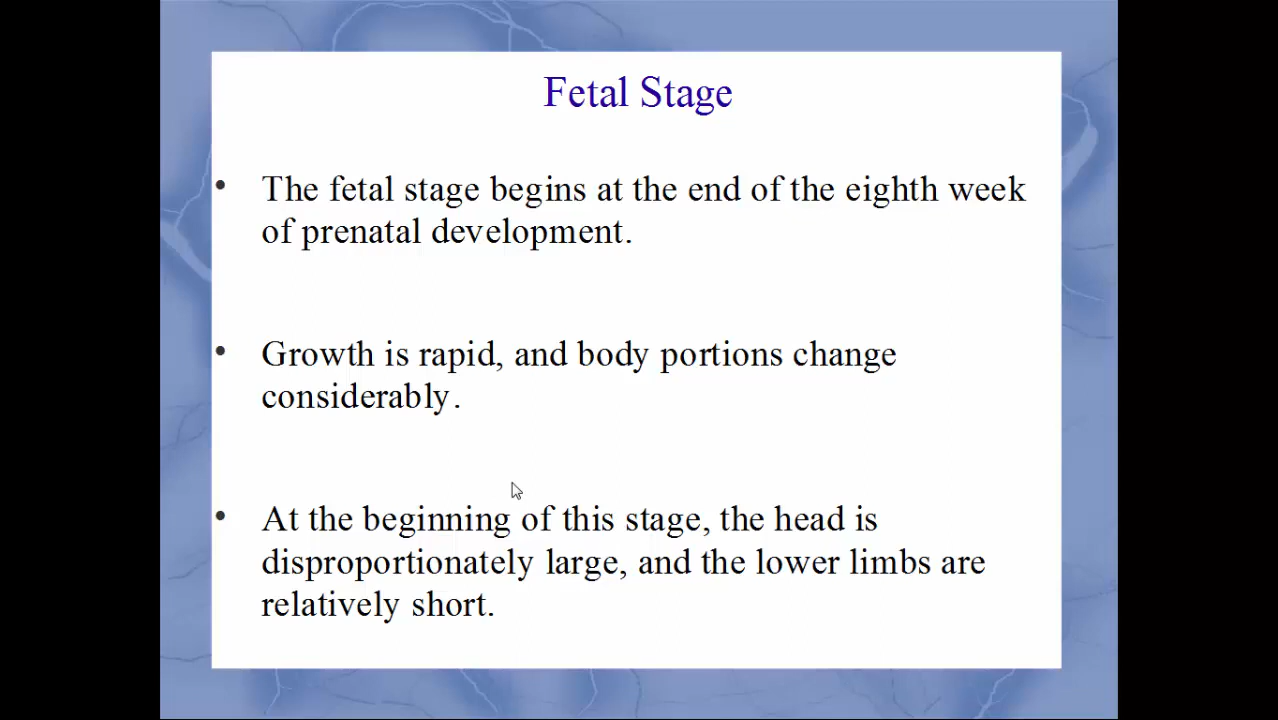 Fetal Stage
• The fetal stage begins at the end of the eighth week
of prenatal development.
• Growth is rapid, and body portions change
considerably.
• At the beginning of this stage, the head is
disproportionately large, and the lower limbs are
relatively short.